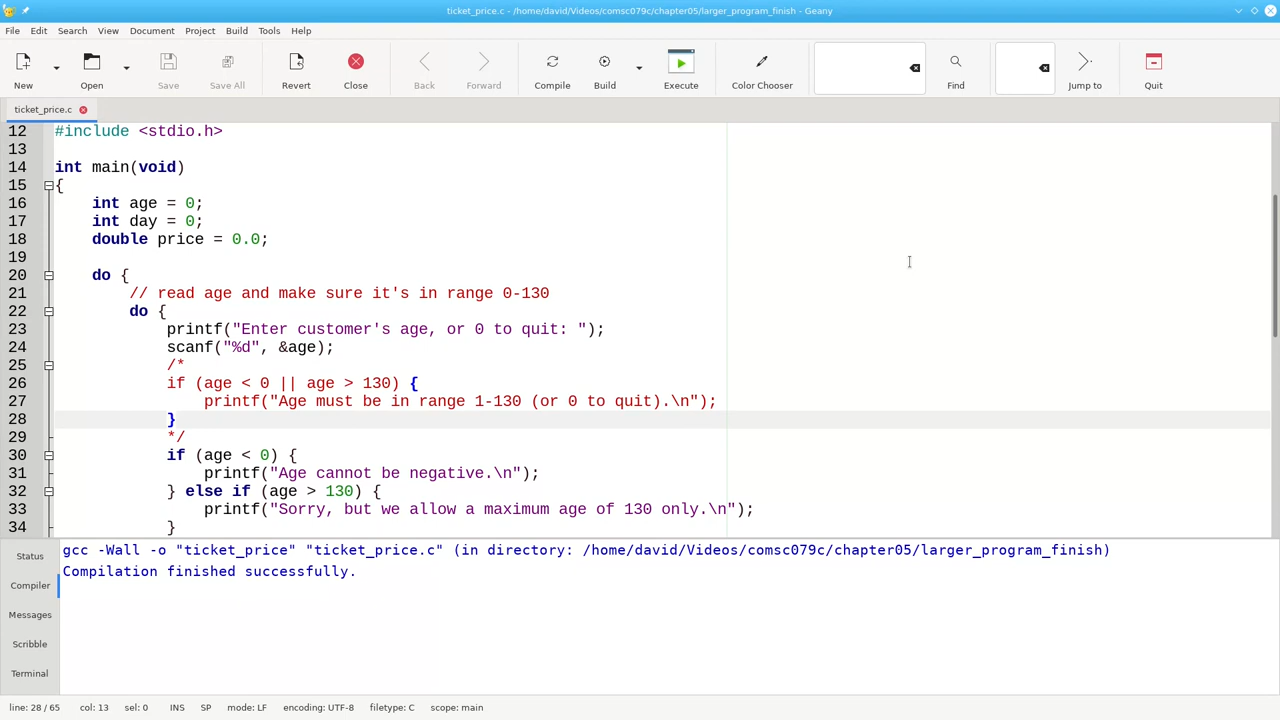 ticket_price.c - /home/david/Videos/comsc079c/chapter05/larger_program_finish - Geany
File Edit Search View Document Project Build Tools Help
New Open Save Save All Revert Close Back Forward Compile Build Execute Color Chooser Find Jump to Quit
ticket_price.c
12 #include <stdio.h>
13
14 int main(void)
15 {
16 int age = 0;
17 int day = 0;
18 double price = 0.0;
19
20 do {
21 // read age and make sure it's in range 0-130
22 do {
23 printf("Enter customer's age, or 0 to quit: ");
24 scanf("%d", &age);
25 /*
26 if (age < 0 || age > 130) {
27 printf("Age must be in range 1-130 (or 0 to quit).\n");
28 }
29 */
30 if (age < 0) {
31 printf("Age cannot be negative.\n");
32 } else if (age > 130) {
33 printf("Sorry, but we allow a maximum age of 130 only.\n");
34 }
Status
Compiler
Messages
Scribble
Terminal
gcc -Wall -o "ticket_price" "ticket_price.c" (in directory: /home/david/Videos/comsc079c/chapter05/larger_program_finish)
Compilation finished successfully.
line: 28 / 65 col: 13 sel: 0 INS SP mode: LF encoding: UTF-8 filetype: C scope: main